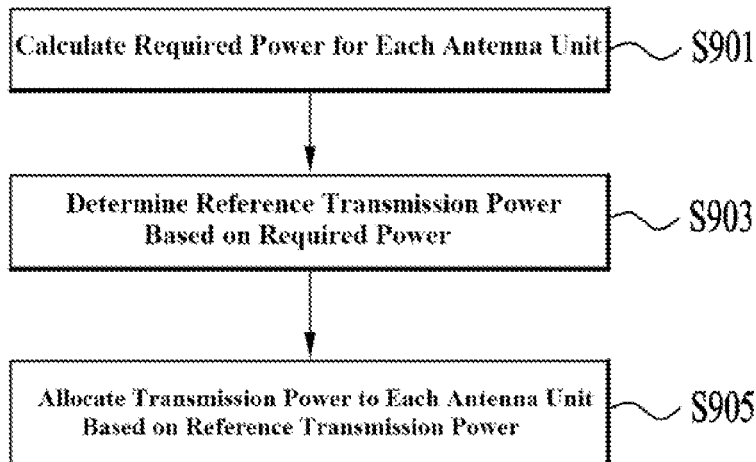 Calculate Required Power for Each Antenna Unit
S901
Determine Reference Transmission Power
Based on Required Power
S903
Allocate Transmission Power to Each Antenna Unit
Based on Reference Transmission Power
S905